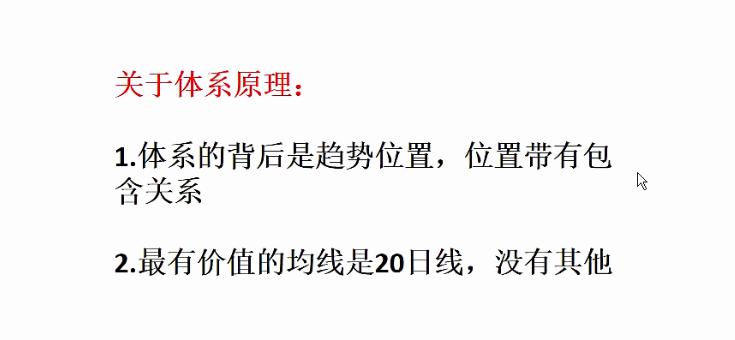 关于体系原理：
1.体系的背后是趋势位置，位置带有包
含关系
2.最有价值的均线是20日线，没有其他